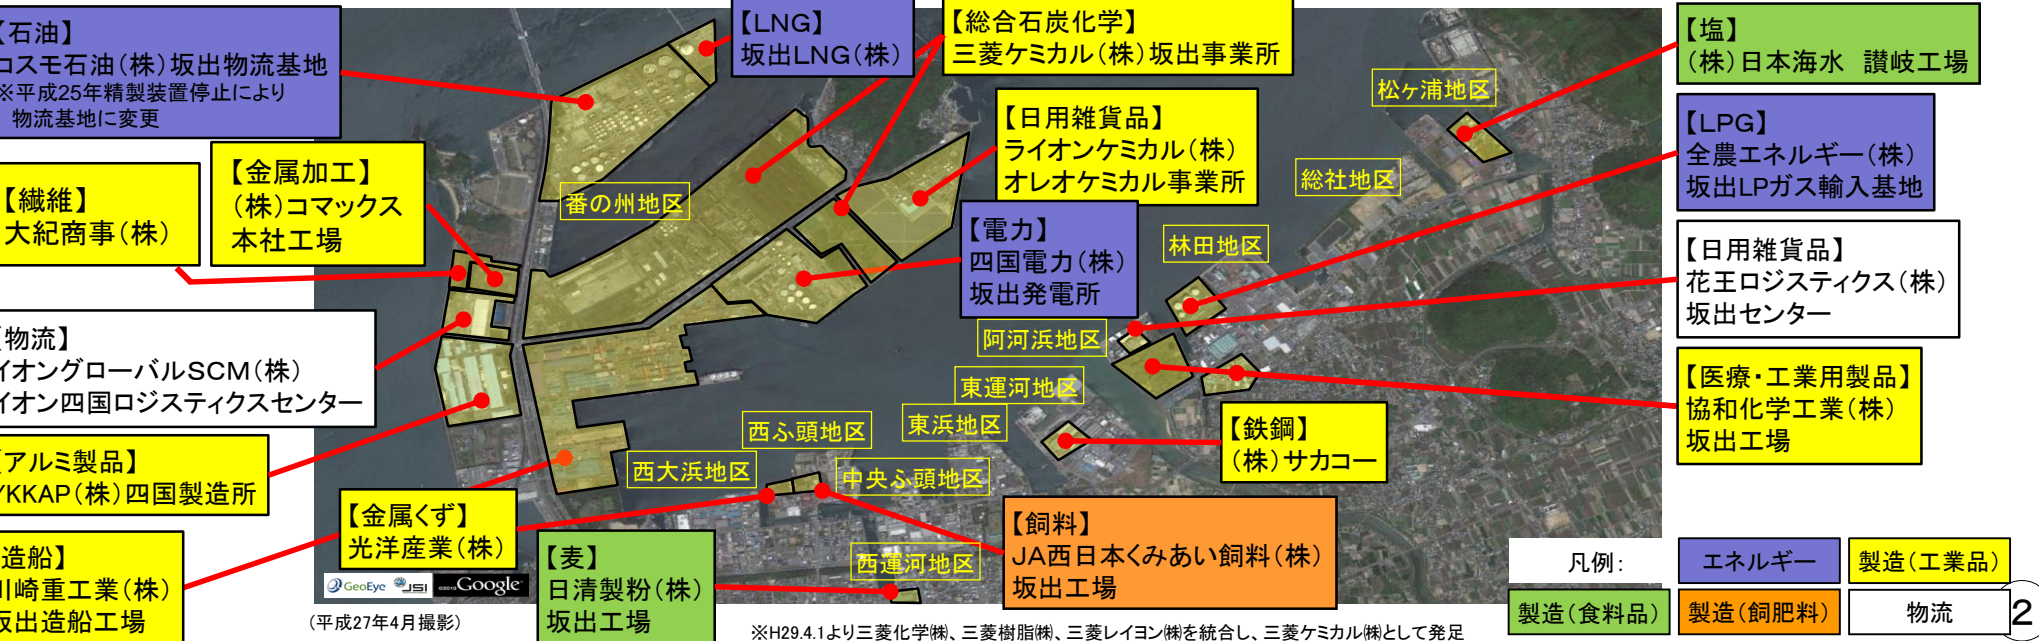 【石油】
コスモ石油(株)坂出物流基地
※平成25年精製装置停止により
物流基地に変更
【LNG】
坂出LNG(株)
【総合石炭化学】
三菱ケミカル(株)坂出事業所
【塩】
(株)日本海水 讃岐工場
松ヶ浦地区
【LPG】
全農エネルギー(株)
坂出LPガス輸入基地
【日用雑貨品】
ライオンケミカル(株)
オレオケミカル事業所
総社地区
【繊維】
大紀商事(株)
【金属加工】
(株)コマックス
本社工場
番の州地区
【電力】
四国電力(株)
坂出発電所
林田地区
【日用雑貨品】
花王ロジスティクス(株)
坂出センター
【物流】
イオングローバルSCM(株)
イオン四国ロジスティクスセンター
阿河浜地区
東運河地区
【医療・工業用製品】
協和化学工業(株)
坂出工場
東浜地区
西ふ頭地区
【鉄鋼】
(株)サカコー
【アルミ製品】
YKKAP(株)四国製造所
西大浜地区
中央ふ頭地区
【金属くず】
光洋産業(株)
【飼料】
JA西日本くみあい飼料(株)
坂出工場
【造船】
川崎重工業(株)
坂出造船工場
【麦】
日清製粉(株)
坂出工場
西運河地区
GeoEye JSI ©2010 Google
(平成27年4月撮影)
凡例:
エネルギー
製造(工業品)
製造(食料品)
製造(飼肥料)
物流
2
※H29.4.1より三菱化学㈱、三菱樹脂㈱、三菱レイヨン㈱を統合し、三菱ケミカル㈱として発足